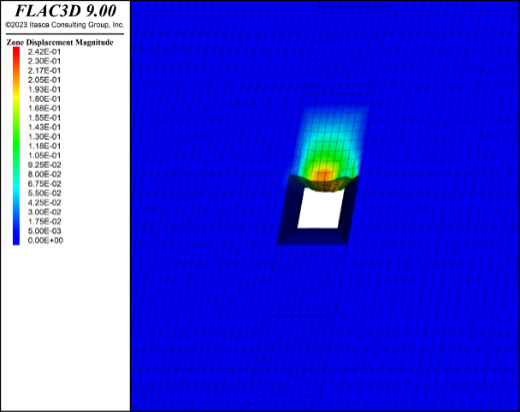 FLAC3D 9.00
©2023 Itasca Consulting Group, Inc.
Zone Displacement Magnitude
2.42E-01
2.30E-01
2.17E-01
2.05E-01
1.93E-01
1.80E-01
1.68E-01
1.55E-01
1.43E-01
1.30E-01
1.18E-01
1.05E-01
9.25E-02
8.00E-02
6.75E-02
5.50E-02
4.25E-02
3.00E-02
1.75E-02
5.00E-03
0.00E+00